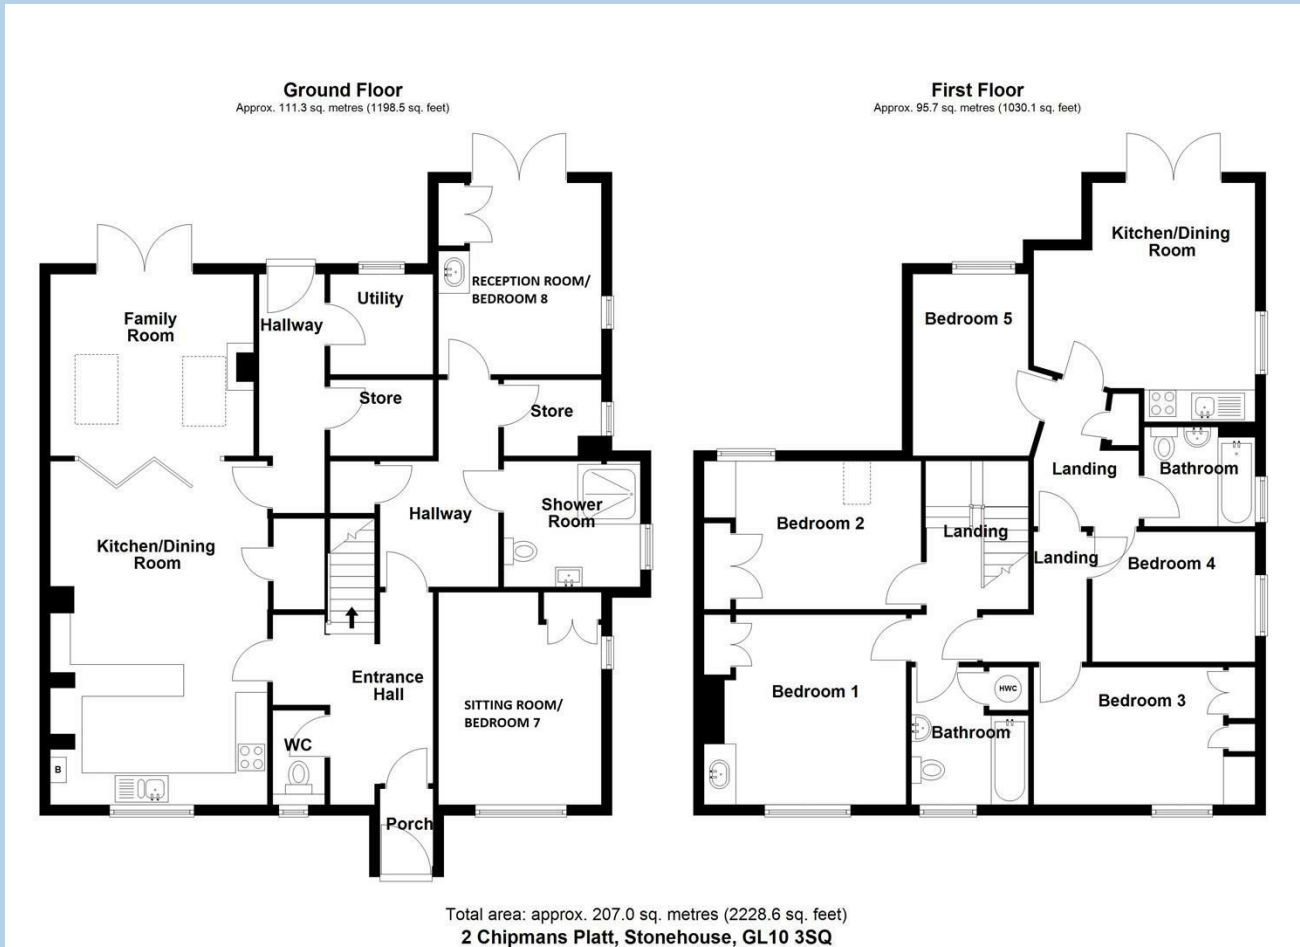 Ground Floor
Approx. 111.3 sq. metres (1198.5 sq. feet)
Family
Room
Hallway
Utility
RECEPTION ROOM/
BEDROOM 8
Store
Store
Kitchen/Dining
Room
Hallway
Shower
Room
Entrance
Hall
SITTING ROOM/
BEDROOM 7
WC
B
Porch
First Floor
Approx. 95.7 sq. metres (1030.1 sq. feet)
Kitchen/Dining
Room
Bedroom 5
Landing
Bathroom
Bedroom 2
Landing
Landing
Bedroom 4
Bedroom 1
HWC
Bathroom
Bedroom 3
Total area: approx. 207.0 sq. metres (2228.6 sq. feet)
2 Chipmans Platt, Stonehouse, GL10 3SQ